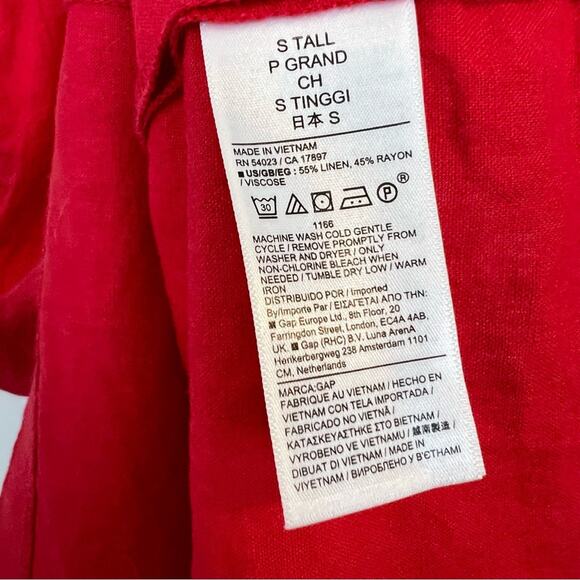 S TALL
P GRAND
CH
S TINGGI
日本 S
MADE IN VIETNAM
RN 54023 / CA 17897
■ US/GB/EG : 55% LINEN, 45% RAYON
/ VISCOSE
30
P
®
1166
MACHINE WASH COLD GENTLE
CYCLE / REMOVE PROMPTLY FROM
WASHER AND DRYER / ONLY
NON-CHLORINE BLEACH WHEN
NEEDED / TUMBLE DRY LOW / WARM
IRON
DISTRIBUIDO POR / Imported
By/Importe Par / ΕΙΣΑΓΕΤΑΙ ΑΠΟ ΤΗΝ:
Gap Europe Ltd., 8th Floor, 20
Farringdon Street, London, EC4A 4AB,
UK. Gap (RHC) B.V. Luna ArenA
Herikerbergweg 238 Amsterdam 1101
CM, Netherlands
MARCA:GAP
FABRIQUE AU VIETNAM / HECHO EN
VIETNAM CON TELA IMPORTADA /
FABRICADO NO VIETNÃ /
ΚΑΤΑΣΚΕΥΑΣΤΗΚΕ ΣΤΟ ΒΙΕΤΝΑΜ /
VYROBENO VE VIETNAMU / 越南製造 /
DIBUAT DI VIETNAM / MADE IN
VIYETNAM / ВИРОБЛЕНО У В'ЄТНАМІ